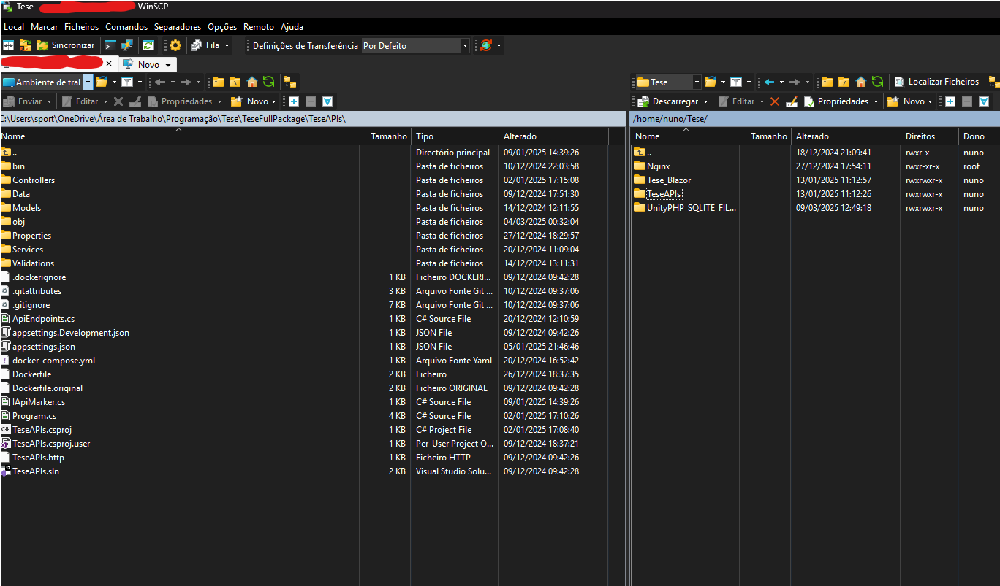 Tese – WinSCP
Local Marcar Ficheiros Comandos Separadores Opções Remoto Ajuda
Sincronizar Fila Definições de Transferência Por Defeito
Novo
Ambiente de tral
Enviar Editar Propriedades Novo
C:\Users\sport\OneDrive\Área de Trabalho\Programação\Tese\TeseFullPackage\TeseAPIs\
Nome Tamanho Tipo Alterado
.. Directório principal 09/01/2025 14:39:26
bin Pasta de ficheiros 10/12/2024 22:03:58
Controllers Pasta de ficheiros 02/01/2025 17:15:08
Data Pasta de ficheiros 09/12/2024 17:51:30
Models Pasta de ficheiros 14/12/2024 12:11:55
obj Pasta de ficheiros 04/03/2025 00:32:04
Properties Pasta de ficheiros 27/12/2024 18:29:57
Services Pasta de ficheiros 20/12/2024 11:09:04
Validations Pasta de ficheiros 14/12/2024 13:11:31
.dockerignore 1 KB Ficheiro DOCKERI... 09/12/2024 09:42:28
.gitattributes 3 KB Arquivo Fonte Git ... 10/12/2024 09:37:06
.gitignore 7 KB Arquivo Fonte Git ... 10/12/2024 09:37:06
ApiEndpoints.cs 1 KB C# Source File 20/12/2024 12:10:59
appsettings.Development.json 1 KB JSON File 09/12/2024 09:42:26
appsettings.json 1 KB JSON File 05/01/2025 21:46:46
docker-compose.yml 1 KB Arquivo Fonte Yaml 20/12/2024 16:52:42
Dockerfile 2 KB Ficheiro 26/12/2024 18:37:35
Dockerfile.original 2 KB Ficheiro ORIGINAL 09/12/2024 09:42:28
IApiMarker.cs 1 KB C# Source File 09/01/2025 14:39:26
Program.cs 4 KB C# Source File 02/01/2025 17:10:26
TeseAPIs.csproj 1 KB C# Project File 02/01/2025 17:08:40
TeseAPIs.csproj.user 1 KB Per-User Project O... 09/12/2024 18:37:21
TeseAPIs.http 1 KB Ficheiro HTTP 09/12/2024 09:42:26
TeseAPIs.sln 2 KB Visual Studio Solu... 09/12/2024 09:42:28
Tese Localizar Ficheiros
Descarregar Editar Propriedades Novo
/home/nuno/Tese/
Nome Tamanho Alterado Direitos Dono
.. 18/12/2024 21:09:41 rwxr-x--- nuno
Nginx 27/12/2024 17:54:11 rwxr-xr-x root
Tese_Blazor 13/01/2025 11:12:57 rwxrwxr-x nuno
TeseAPIs 13/01/2025 11:12:26 rwxrwxr-x nuno
UnityPHP_SQLITE_FIL... 09/03/2025 12:49:18 rwxrwxr-x nuno